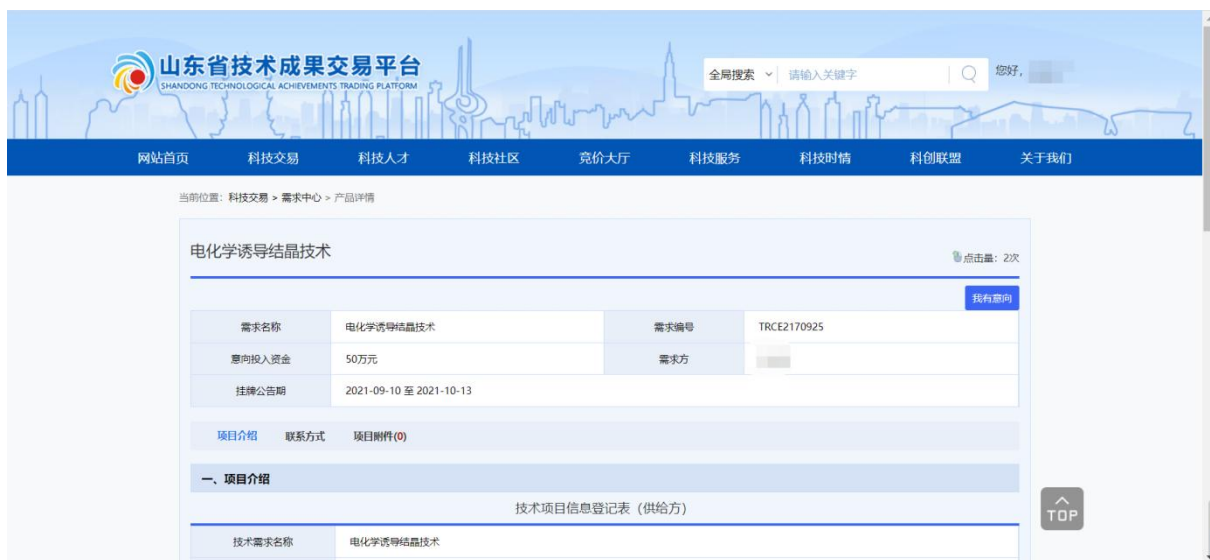 山东省技术成果交易平台
SHANDONG TECHNOLOGICAL ACHIEVEMENTS TRADING PLATFORM
全局搜索 请输入关键字 您好,
网站首页 科技交易 科技人才 科技社区 竞价大厅 科技服务 科技时情 科创联盟 关于我们
当前位置: 科技交易 > 需求中心 > 产品详情
电化学诱导结晶技术
点击量: 2次
我有意向
需求名称 电化学诱导结晶技术 需求编号 TRCE2170925
意向投入资金 50万元 需求方
挂牌公告期 2021-09-10 至 2021-10-13
项目介绍 联系方式 项目附件(0)
一、项目介绍
技术项目信息登记表（供给方）
TOP
技术需求名称 电化学诱导结晶技术